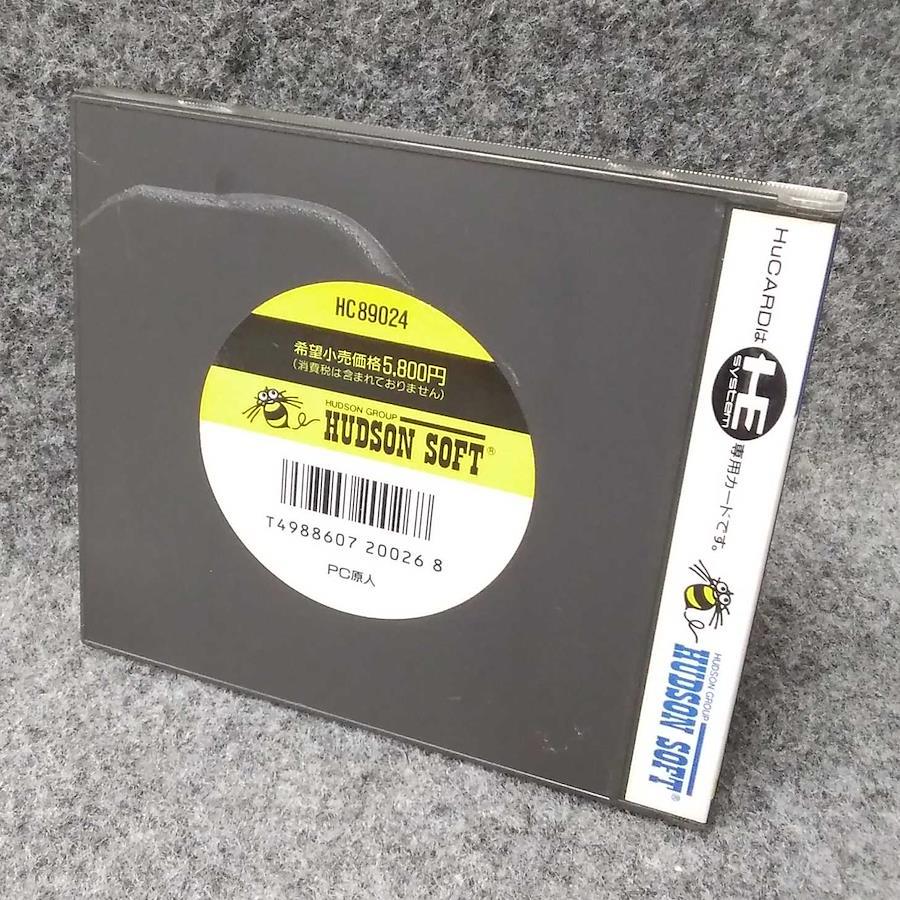 HC89024
希望小売価格5,800円
(消費税は含まれておりません)
HUDSON GROUP
HUDSON SOFT®
T4988607 20026 8
PC原人
HuCARDは
HE
system
専用カードです。
HUDSON GROUP
HUDSON SOFT®